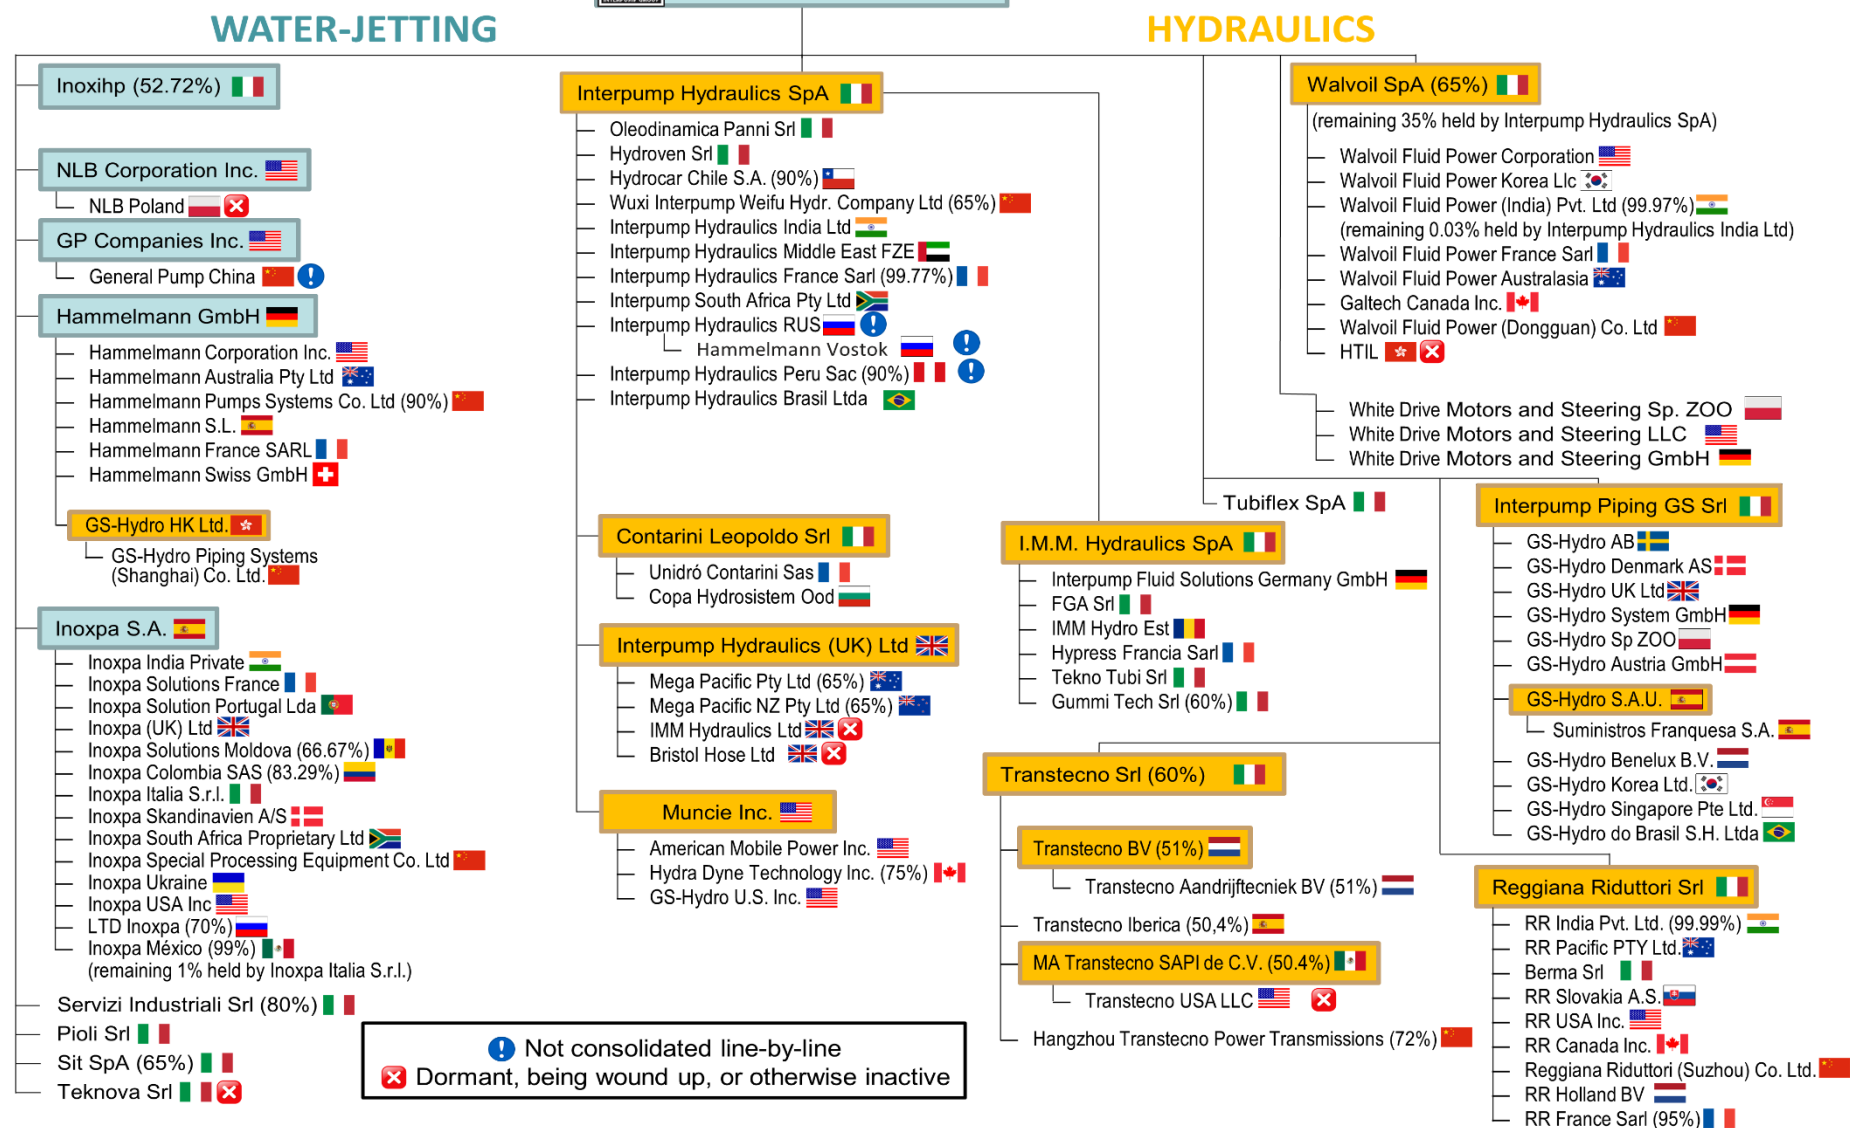 WATER-JETTING
HYDRAULICS
Inoxihp (52.72%)
NLB Corporation Inc.
NLB Poland
GP Companies Inc.
General Pump China
Hammelmann GmbH
Hammelmann Corporation Inc.
Hammelmann Australia Pty Ltd
Hammelmann Pumps Systems Co. Ltd (90%)
Hammelmann S.L.
Hammelmann France SARL
Hammelmann Swiss GmbH
GS-Hydro HK Ltd.
GS-Hydro Piping Systems
(Shanghai) Co. Ltd.
Inoxpa S.A.
Inoxpa India Private
Inoxpa Solutions France
Inoxpa Solution Portugal Lda
Inoxpa (UK) Ltd
Inoxpa Solutions Moldova (66.67%)
Inoxpa Colombia SAS (83.29%)
Inoxpa Italia S.r.l.
Inoxpa Skandinavien A/S
Inoxpa South Africa Proprietary Ltd
Inoxpa Special Processing Equipment Co. Ltd
Inoxpa Ukraine
Inoxpa USA Inc
LTD Inoxpa (70%)
Inoxpa México (99%)
(remaining 1% held by Inoxpa Italia S.r.l.)
Servizi Industriali Srl (80%)
Pioli Srl
Sit SpA (65%)
Teknova Srl
Interpump Hydraulics SpA
Oleodinamica Panni Srl
Hydroven Srl
Hydrocar Chile S.A. (90%)
Wuxi Interpump Weifu Hydr. Company Ltd (65%)
Interpump Hydraulics India Ltd
Interpump Hydraulics Middle East FZE
Interpump Hydraulics France Sarl (99.77%)
Interpump South Africa Pty Ltd
Interpump Hydraulics RUS
Hammelmann Vostok
Interpump Hydraulics Peru Sac (90%)
Interpump Hydraulics Brasil Ltda
Contarini Leopoldo Srl
Unidró Contarini Sas
Copa Hydrosistem Ood
Interpump Hydraulics (UK) Ltd
Mega Pacific Pty Ltd (65%)
Mega Pacific NZ Pty Ltd (65%)
IMM Hydraulics Ltd
Bristol Hose Ltd
Muncie Inc.
American Mobile Power Inc.
Hydra Dyne Technology Inc. (75%)
GS-Hydro U.S. Inc.
Not consolidated line-by-line
Dormant, being wound up, or otherwise inactive
I.M.M. Hydraulics SpA
Interpump Fluid Solutions Germany GmbH
FGA Srl
IMM Hydro Est
Hypress Francia Sarl
Tekno Tubi Srl
Gummi Tech Srl (60%)
Transtecno Srl (60%)
Transtecno BV (51%)
Transtecno Aandrijftecniek BV (51%)
Transtecno Iberica (50,4%)
MA Transtecno SAPI de C.V. (50.4%)
Transtecno USA LLC
Hangzhou Transtecno Power Transmissions (72%)
Walvoil SpA (65%)
(remaining 35% held by Interpump Hydraulics SpA)
Walvoil Fluid Power Corporation
Walvoil Fluid Power Korea Llc
Walvoil Fluid Power (India) Pvt. Ltd (99.97%)
(remaining 0.03% held by Interpump Hydraulics India Ltd)
Walvoil Fluid Power France Sarl
Walvoil Fluid Power Australasia
Galtech Canada Inc.
Walvoil Fluid Power (Dongguan) Co. Ltd
HTIL
White Drive Motors and Steering Sp. ZOO
White Drive Motors and Steering LLC
White Drive Motors and Steering GmbH
Tubiflex SpA
Interpump Piping GS Srl
GS-Hydro AB
GS-Hydro Denmark AS
GS-Hydro UK Ltd
GS-Hydro System GmbH
GS-Hydro Sp ZOO
GS-Hydro Austria GmbH
GS-Hydro S.A.U.
Suministros Franquesa S.A.
GS-Hydro Benelux B.V.
GS-Hydro Korea Ltd.
GS-Hydro Singapore Pte Ltd.
GS-Hydro do Brasil S.H. Ltda
Reggiana Riduttori Srl
RR India Pvt. Ltd. (99.99%)
RR Pacific PTY Ltd.
Berma Srl
RR Slovakia A.S.
RR USA Inc.
RR Canada Inc.
Reggiana Riduttori (Suzhou) Co. Ltd.
RR Holland BV
RR France Sarl (95%)